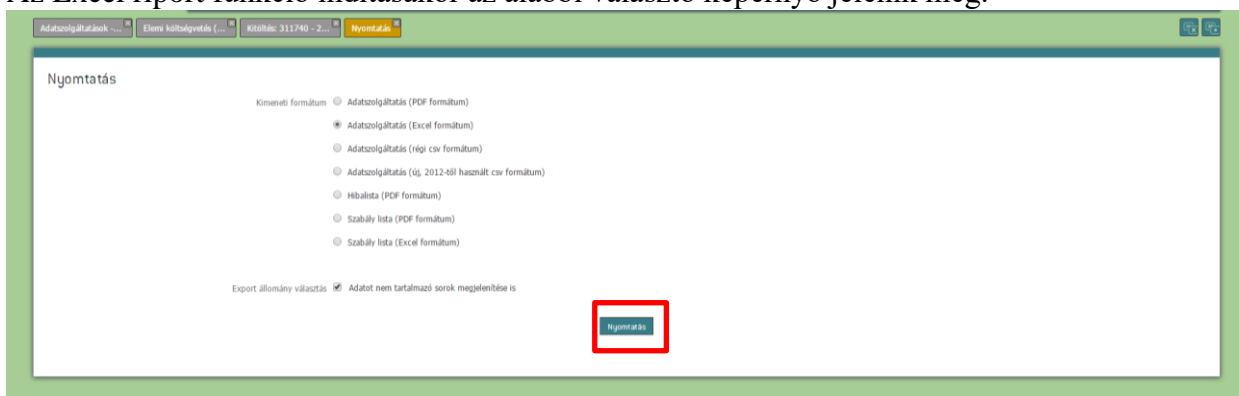 Az Excel riport funkció indításakor az alábbi választó képernyő jelenik meg:
Adatszolgáltatások -... Elemi költségvetés (... Kitöltés: 311740 - 2... Nyomtatás
Nyomtatás
Kimeneti formátum Adatszolgáltatás (PDF formátum)
Adatszolgáltatás (Excel formátum)
Adatszolgáltatás (régi csv formátum)
Adatszolgáltatás (új, 2012-től használt csv formátum)
Hibalista (PDF formátum)
Szabály lista (PDF formátum)
Szabály lista (Excel formátum)
Export állomány választás Adatot nem tartalmazó sorok megjelenítése is
Nyomtatás